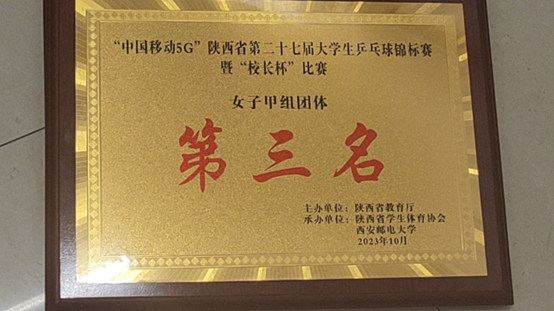 “中国移动5G”陕西省第二十七届大学生乒乓球锦标赛
暨“校长杯”比赛
女子甲组团体
第三名
主办单位：陕西省教育厅
承办单位：陕西省学生体育协会
西安邮电大学
2023年10月